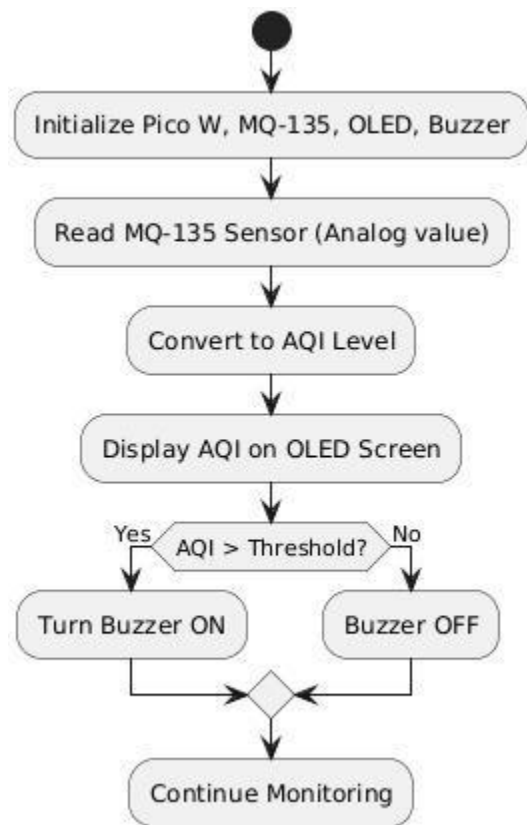 Initialize Pico W, MQ-135, OLED, Buzzer
Read MQ-135 Sensor (Analog value)
Convert to AQI Level
Display AQI on OLED Screen
Yes
AQI > Threshold?
No
Turn Buzzer ON
Buzzer OFF
Continue Monitoring